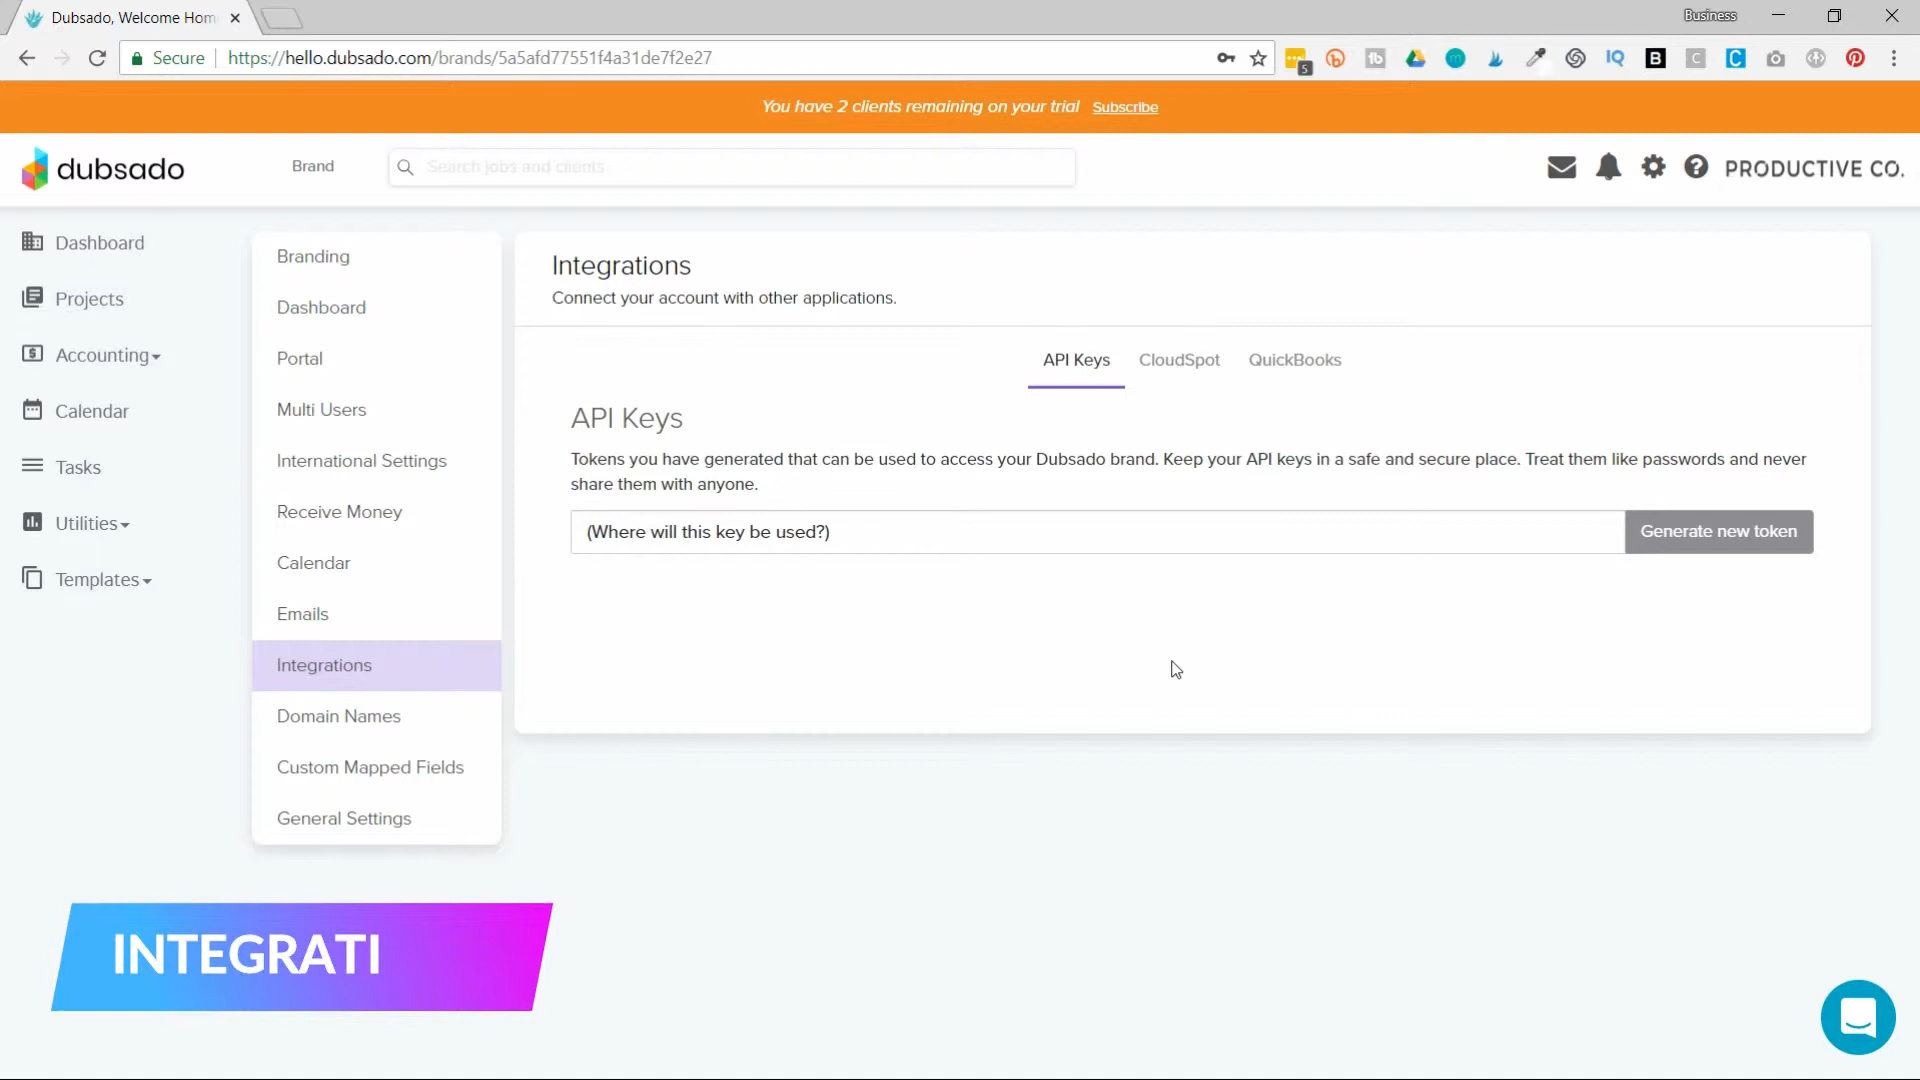 Dubsado, Welcome Hom
Business
Secure
https://hello.dubsado.com/brands/5a5afd77551f4a31de7f2e27
5
You have 2 clients remaining on your trial Subscribe
dubsado
Brand
Search jobs and clients
PRODUCTIVE CO.
Dashboard
Projects
Accounting
Calendar
Tasks
Utilities
Templates
Branding
Dashboard
Portal
Multi Users
International Settings
Receive Money
Calendar
Emails
Integrations
Domain Names
Custom Mapped Fields
General Settings
Integrations
Connect your account with other applications.
API Keys CloudSpot QuickBooks
API Keys
Tokens you have generated that can be used to access your Dubsado brand. Keep your API keys in a safe and secure place. Treat them like passwords and never
share them with anyone.
(Where will this key be used?) Generate new token
INTEGRATI